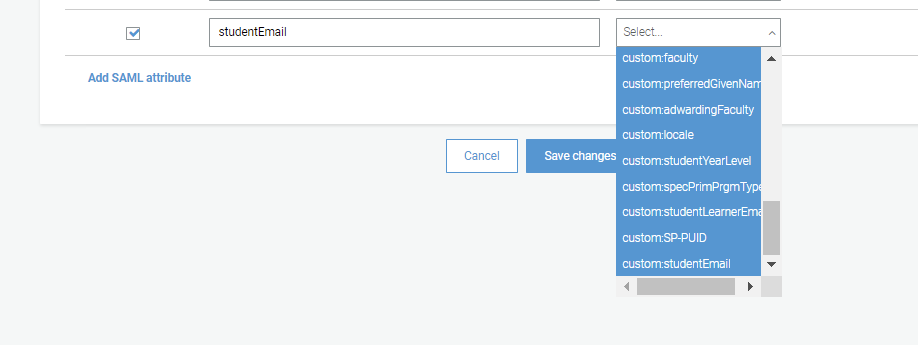 studentEmail
Select...
custom:faculty
custom:preferredGivenNam
custom:adwardingFaculty
custom:locale
custom:studentYearLevel
custom:specPrimPrgmType
custom:studentLearnerEma
custom:SP-PUID
custom:studentEmail
Add SAML attribute
Cancel
Save changes